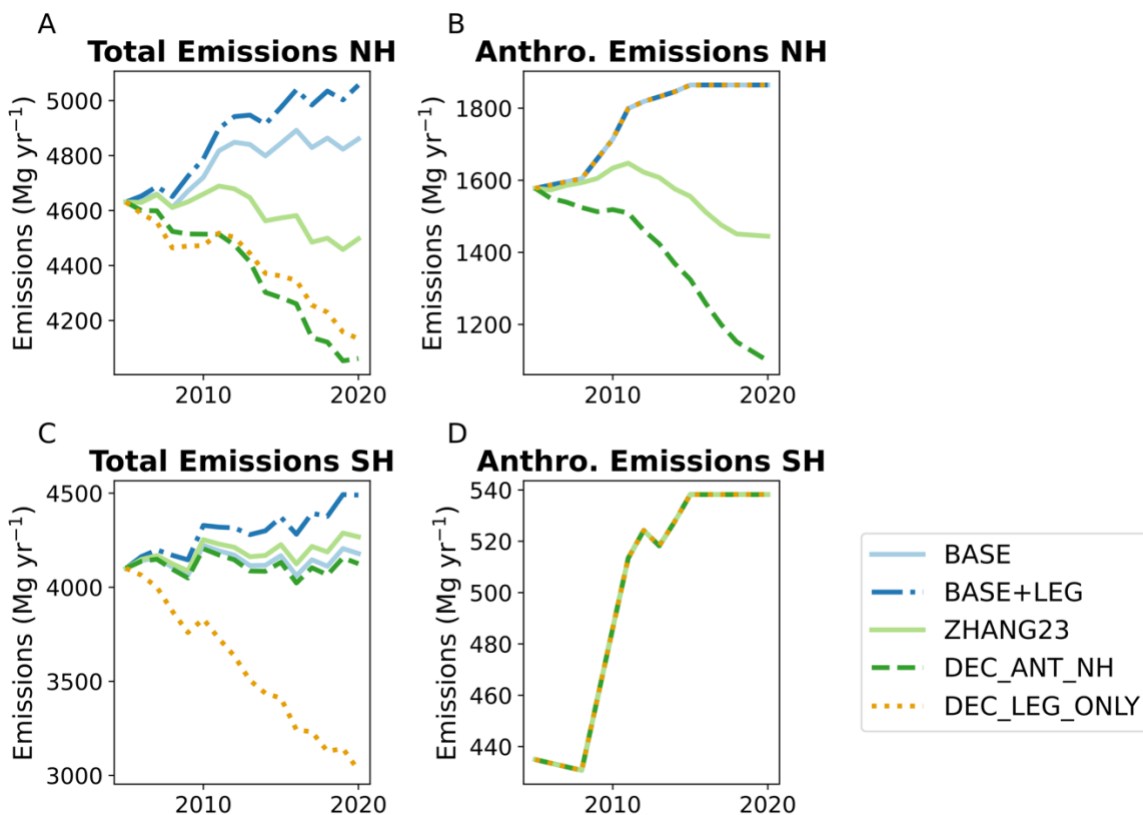 A
Total Emissions NH
Emissions (Mg yr⁻¹)
5000
4800
4600
4400
4200
2010
2020
B
Anthro. Emissions NH
Emissions (Mg yr⁻¹)
1800
1600
1400
1200
2010
2020
C
Total Emissions SH
Emissions (Mg yr⁻¹)
4500
4000
3500
3000
2010
2020
D
Anthro. Emissions SH
Emissions (Mg yr⁻¹)
540
520
500
480
460
440
2010
2020
BASE
BASE+LEG
ZHANG23
DEC_ANT_NH
DEC_LEG_ONLY